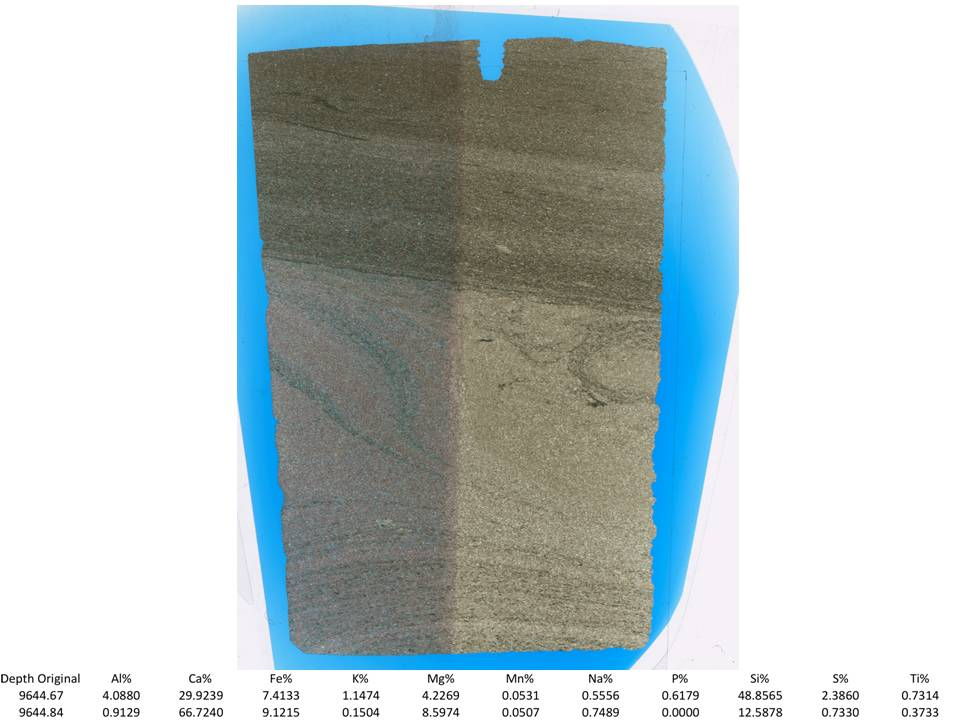 Depth Original Al% Ca% Fe% K% Mg% Mn% Na% P% Si% S% Ti%
9644.67 4.0880 29.9239 7.4133 1.1474 4.2269 0.0531 0.5556 0.6179 48.8565 2.3860 0.7314
9644.84 0.9129 66.7240 9.1215 0.1504 8.5974 0.0507 0.7489 0.0000 12.5878 0.7330 0.3733